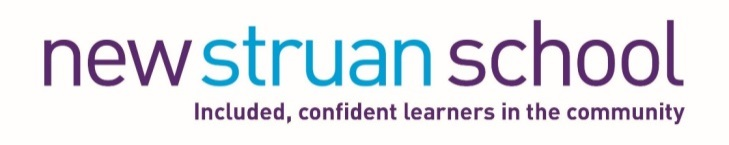 new struan school
Included, confident learners in the community